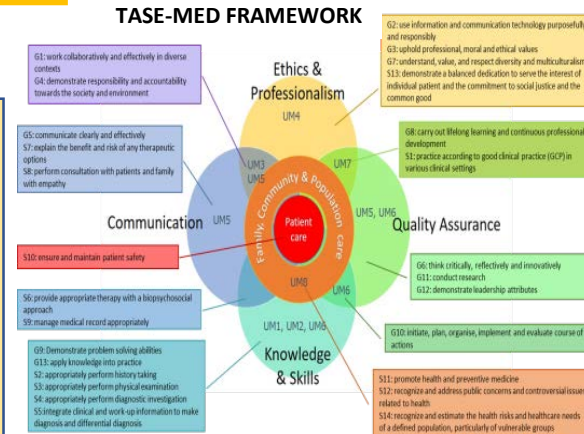 TASE-MED FRAMEWORK
G1: work collaboratively and effectively in diverse
contexts
G4: demonstrate responsibility and accountability
towards the society and environment
G2: use information and communication technology purposefully
and responsibly
G3: uphold professional, moral and ethical values
G7: understand, value, and respect diversity and multiculturalism
S13: demonstrate a balanced dedication to serve the interest of
individual patient and the commitment to social justice and the
common good
Ethics &
Professionalism
UM4
G5: communicate clearly and effectively
S7: explain the benefit and risk of any therapeutic
options
S8: perform consultation with patients and family
with empathy
G8: carry out lifelong learning and continuous professional
development
S1: practice according to good clinical practice (GCP) in
various clinical settings
UM3
UM5
UM7
Family, Community & Population care
Communication
UM5
Patient
care
UM5, UM6
Quality Assurance
S10: ensure and maintain patient safety
G6: think critically, reflectively and innovatively
G11: conduct research
G12: demonstrate leadership attributes
UM8
UM6
S6: provide appropriate therapy with a biopsychosocial
approach
S9: manage medical record appropriately
UM1, UM2, UM6
Knowledge
& Skills
G10: initiate, plan, organise, implement and evaluate course of
actions
G9: Demonstrate problem solving abilities
G13: apply knowledge into practice
S2: appropriately perform history taking
S3: appropriately perform physical examination
S4: appropriately perform diagnostic investigation
S5:integrate clinical and work-up information to make
diagnosis and differential diagnosis
S11: promote health and preventive medicine
S12: recognize and address public concerns and controversial issues
related to health
S14: recognize and estimate the health risks and healthcare needs
of a defined population, particularly of vulnerable groups